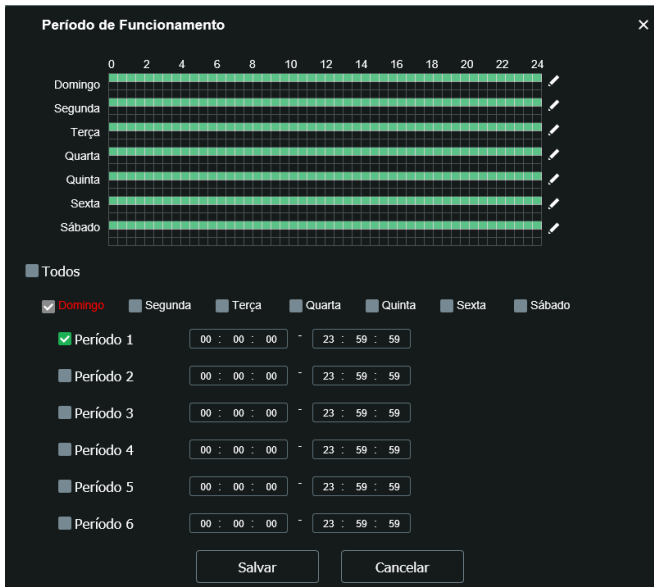 Período de Funcionamento ×
0 2 4 6 8 10 12 14 16 18 20 22 24
Domingo
Segunda
Terça
Quarta
Quinta
Sexta
Sábado
Todos
Domingo Segunda Terça Quarta Quinta Sexta Sábado
Período 1 00 : 00 : 00 - 23 : 59 : 59
Período 2 00 : 00 : 00 - 23 : 59 : 59
Período 3 00 : 00 : 00 - 23 : 59 : 59
Período 4 00 : 00 : 00 - 23 : 59 : 59
Período 5 00 : 00 : 00 - 23 : 59 : 59
Período 6 00 : 00 : 00 - 23 : 59 : 59
Salvar Cancelar